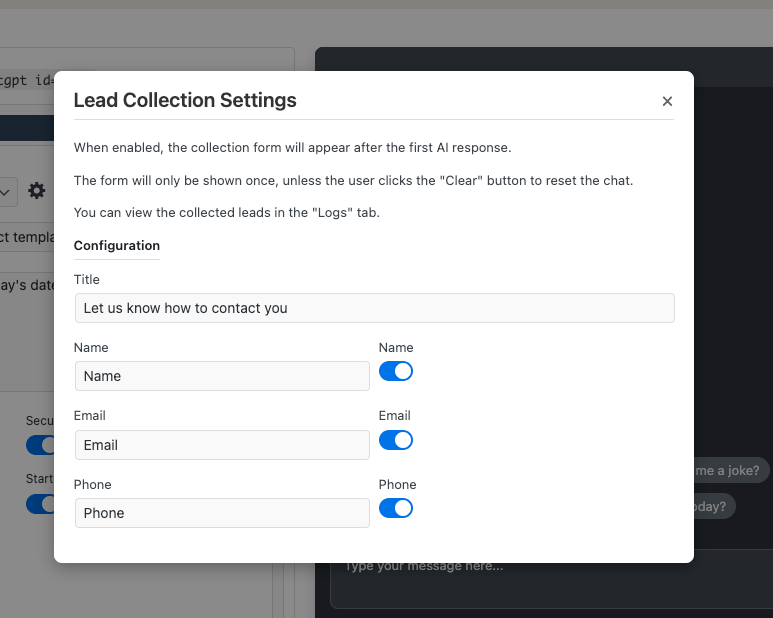 tgpt id=
Lead Collection Settings
When enabled, the collection form will appear after the first AI response.
The form will only be shown once, unless the user clicks the "Clear" button to reset the chat.
You can view the collected leads in the "Logs" tab.
ct templa
ay's date
Configuration
Title
Let us know how to contact you
Name
Name
Name
Email
Email
Email
Secu
Phone
Phone
Phone
Start
me a joke?
oday?
Type your message here...